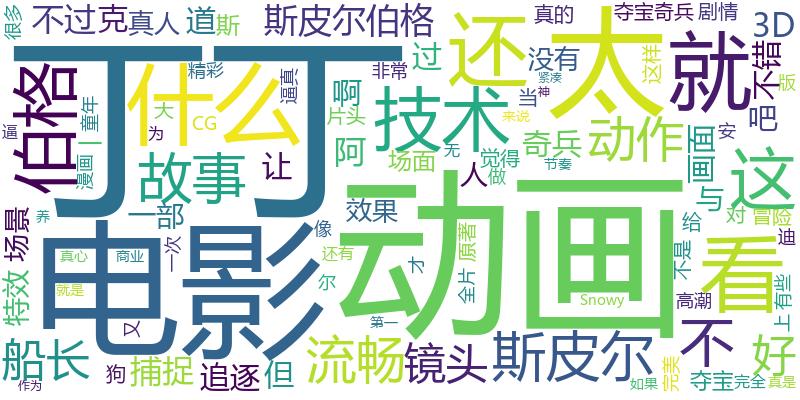 很多
不过
克
真人
道
斯
斯皮尔伯格
过
还
太
真的
夺宝奇兵
剧情
3D
丁丁
伯格
什么
精彩
逼真
非常
啊
没有
当
紧凑
神
这样
就
不错
版
逼
大
为
CG
片头
技术
来说
吧
漫画
一
童年
故事
让
阿
场面
无
觉得
做
奇兵
人
节奏
动作
安
画面
与
这
场景
养
一部
效果
像
电影
动画
原著
给
对
冒险
迪
特效
真心
商业
一次
还有
尔
才
全片
不是
看
上
有些
Snowy
高潮
不
好
就是
又
第一
船长
狗
捕捉
追逐
但
流畅
镜头
斯皮尔
作为
如果
完美
夺宝
完全
真是